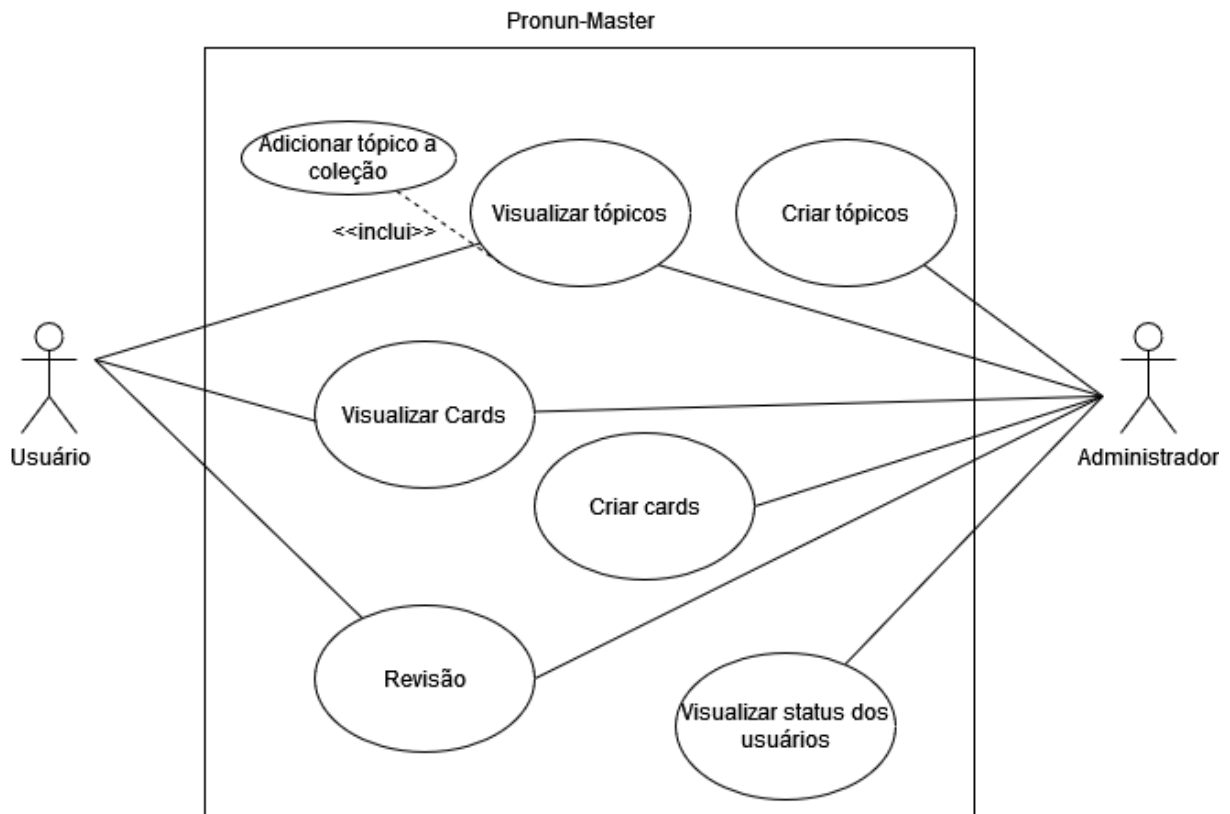 Pronun-Master
Adicionar tópico a
coleção
Visualizar tópicos
Criar tópicos
<<inclui>>
Visualizar Cards
Usuário
Administrador
Criar cards
Revisão
Visualizar status dos
usuários